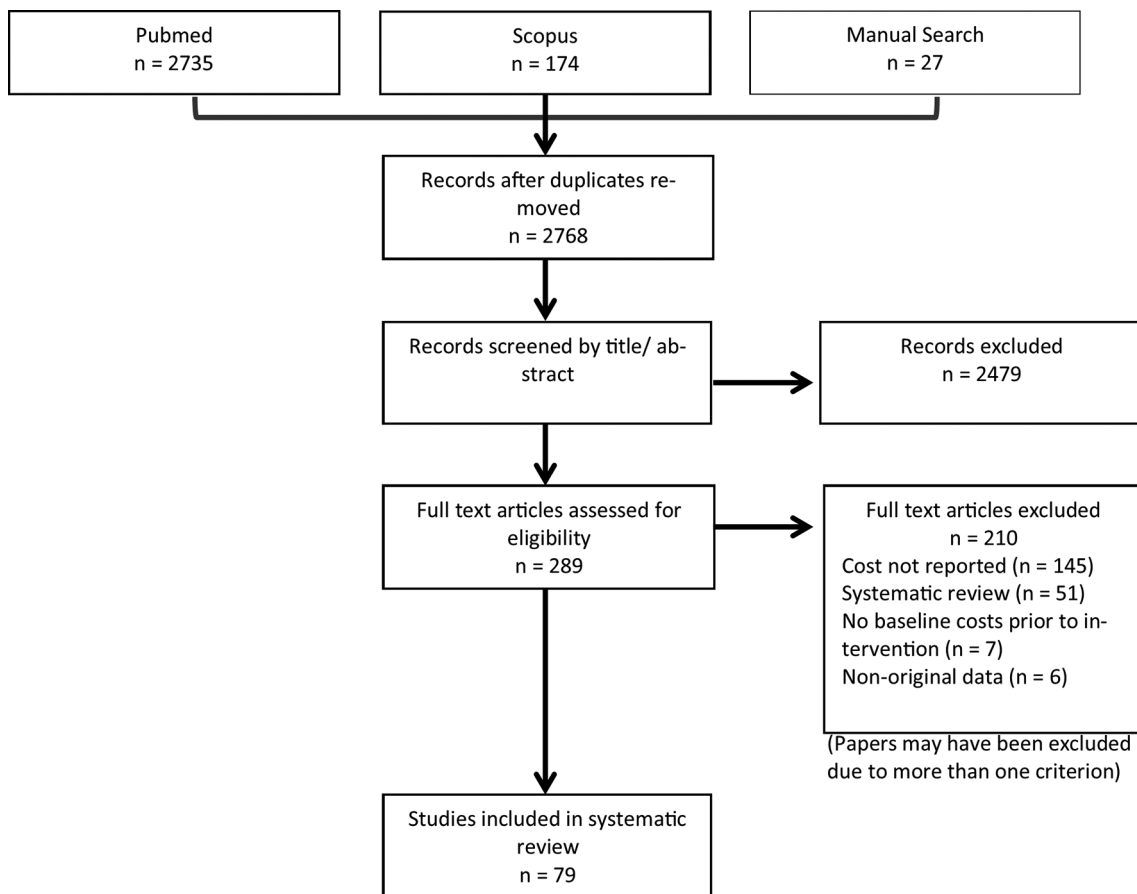 Pubmed
n = 2735
Scopus
n = 174
Manual Search
n = 27
Records after duplicates re-
moved
n = 2768
Records screened by title/ ab-
stract
Records excluded
n = 2479
Full text articles assessed for
eligibility
n = 289
Full text articles excluded
n = 210
Cost not reported (n = 145)
Systematic review (n = 51)
No baseline costs prior to in-
tervention (n = 7)
Non-original data (n = 6)
(Papers may have been excluded
due to more than one criterion)
Studies included in systematic
review
n = 79